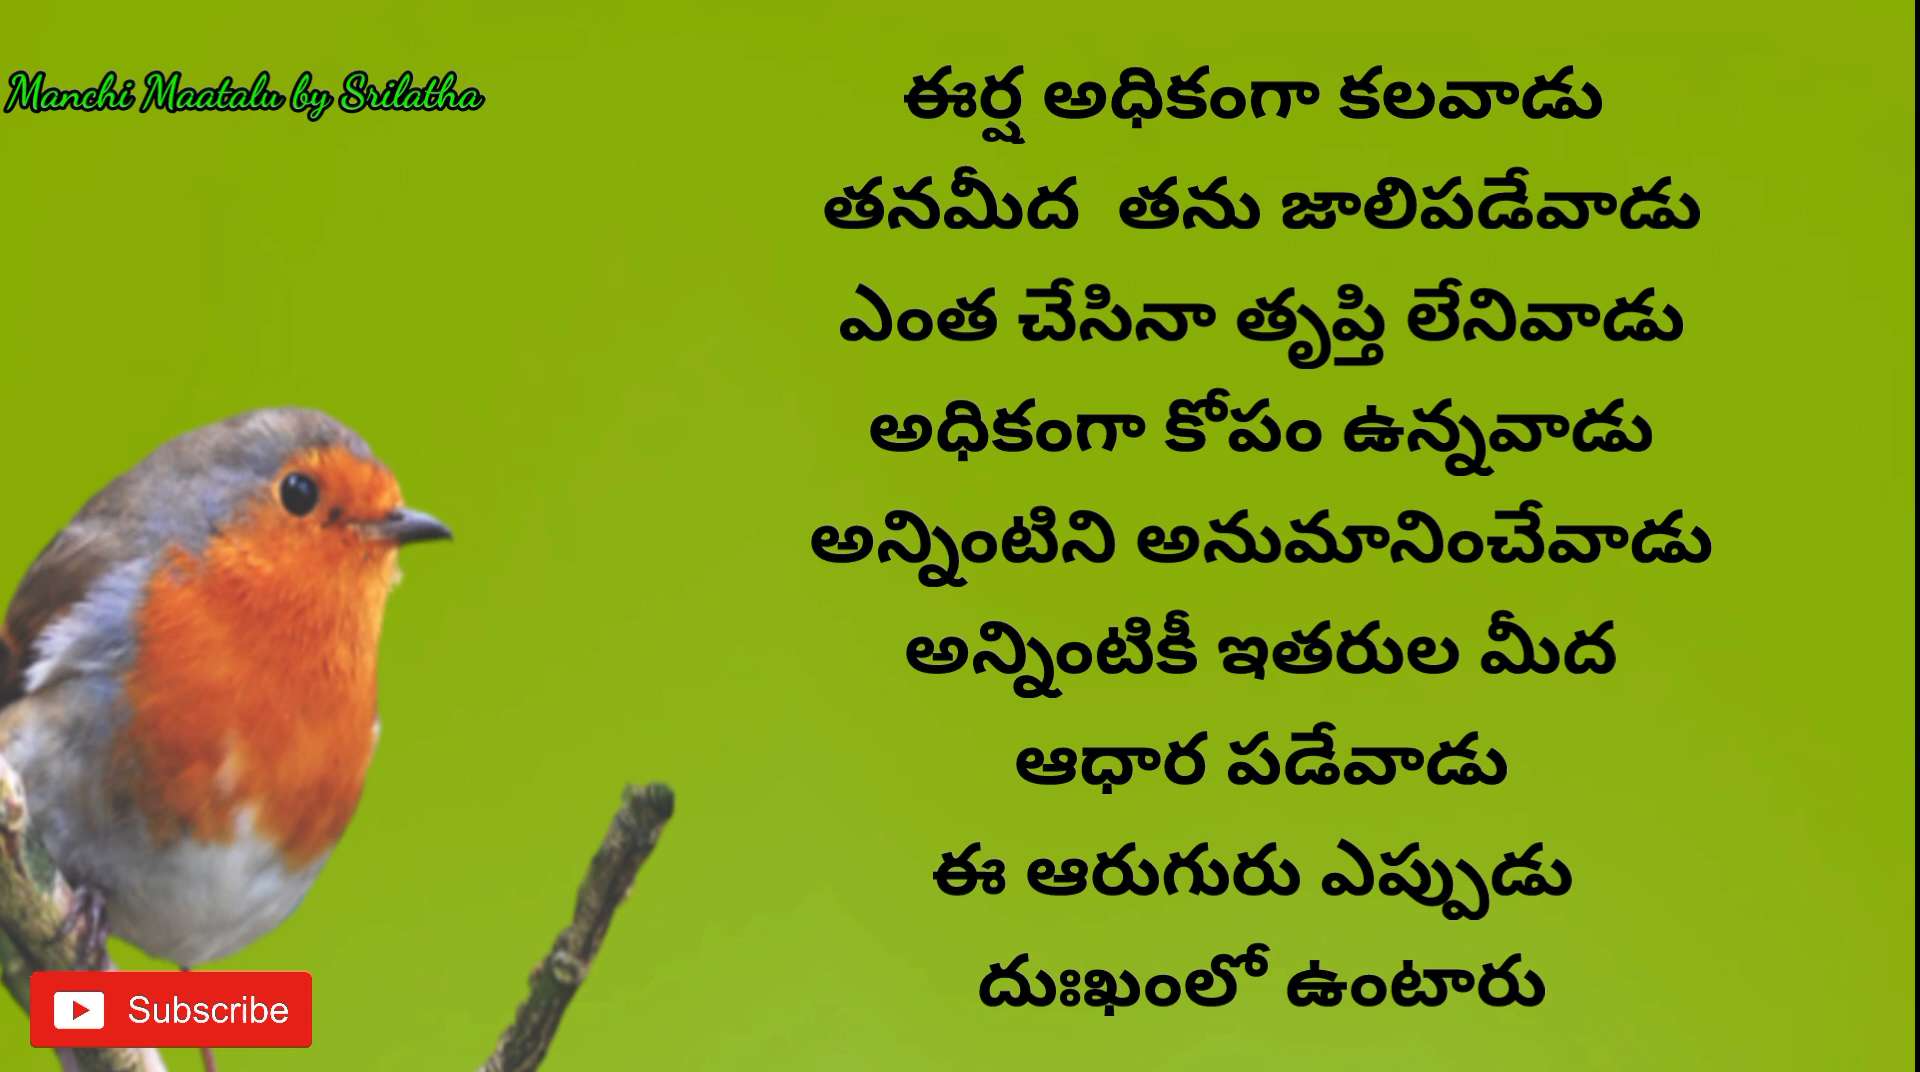 Manchi Maatalu by Srilatha
ఈర్ష అధికంగా కలవాడు
తనమీద తను జాలిపడేవాడు
ఎంత చేసినా తృప్తి లేనివాడు
అధికంగా కోపం ఉన్నవాడు
అన్నింటిని అనుమానించేవాడు
అన్నింటికీ ఇతరుల మీద
ఆధార పడేవాడు
ఈ ఆరుగురు ఎప్పుడు
దుఃఖంలో ఉంటారు
Subscribe